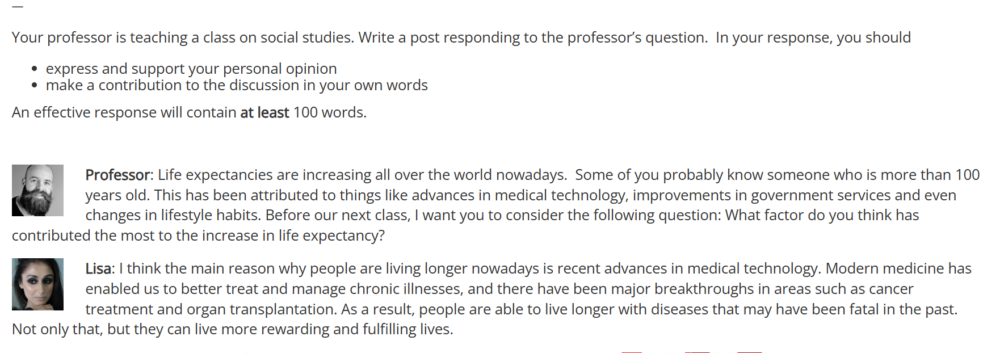 Your professor is teaching a class on social studies. Write a post responding to the professor’s question.  In your response, you should
• express and support your personal opinion
• make a contribution to the discussion in your own words
An effective response will contain at least 100 words.
Professor: Life expectancies are increasing all over the world nowadays.  Some of you probably know someone who is more than 100
years old. This has been attributed to things like advances in medical technology, improvements in government services and even
changes in lifestyle habits. Before our next class, I want you to consider the following question: What factor do you think has
contributed the most to the increase in life expectancy?
Lisa: I think the main reason why people are living longer nowadays is recent advances in medical technology. Modern medicine has
enabled us to better treat and manage chronic illnesses, and there have been major breakthroughs in areas such as cancer
treatment and organ transplantation. As a result, people are able to live longer with diseases that may have been fatal in the past.
Not only that, but they can live more rewarding and fulfilling lives.